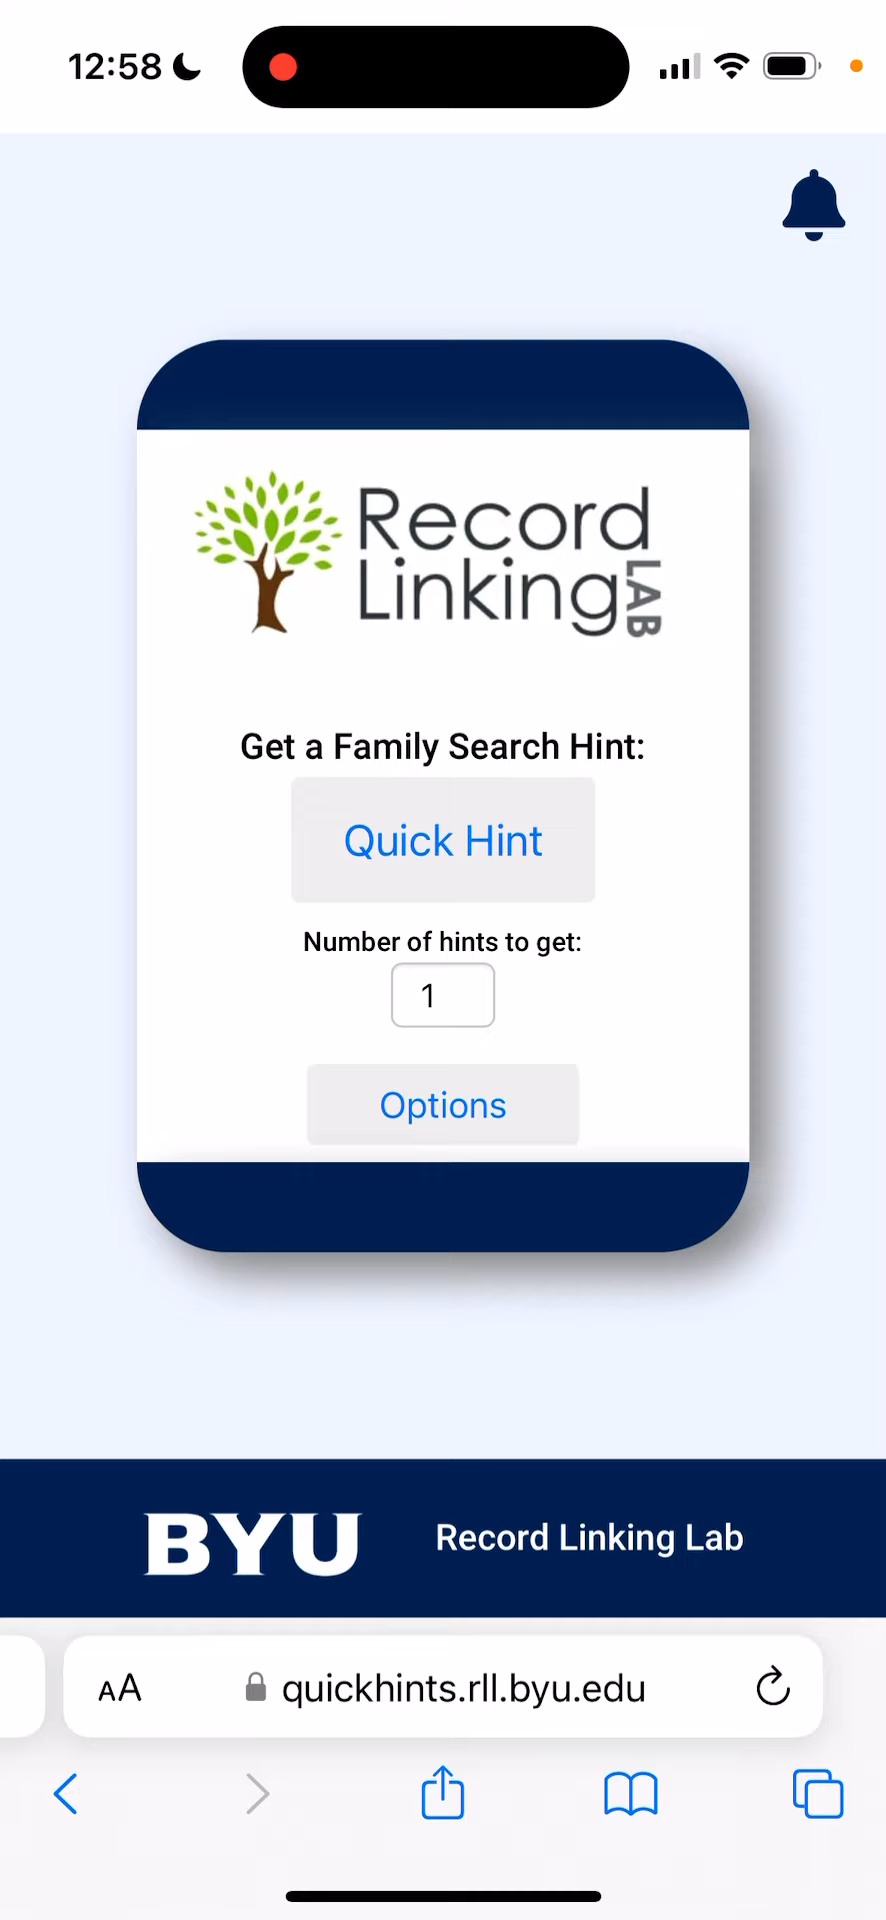 12:58
Record
Linking
LAB
Get a Family Search Hint:
Quick Hint
Number of hints to get:
1
Options
BYU
Record Linking Lab
AA
quickhints.rll.byu.edu